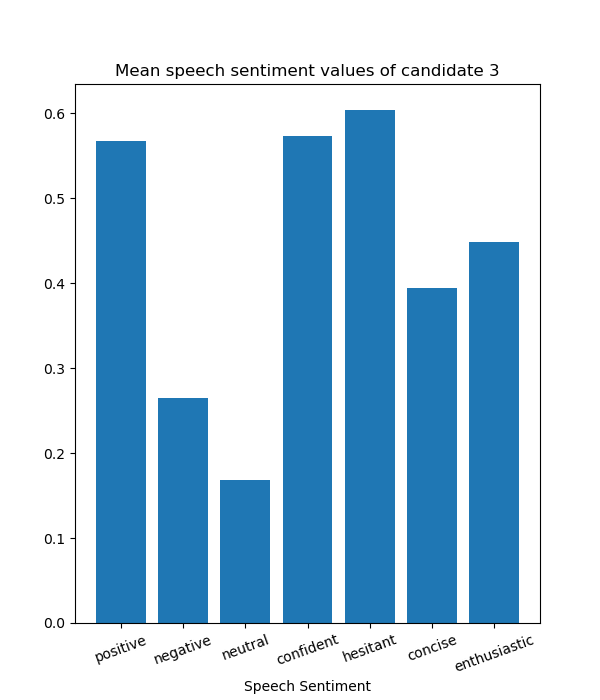 Mean speech sentiment values of candidate 3
0.6
0.5
0.4
0.3
0.2
0.1
0.0
positive
negative
neutral
confident
hesitant
concise
enthusiastic
Speech Sentiment